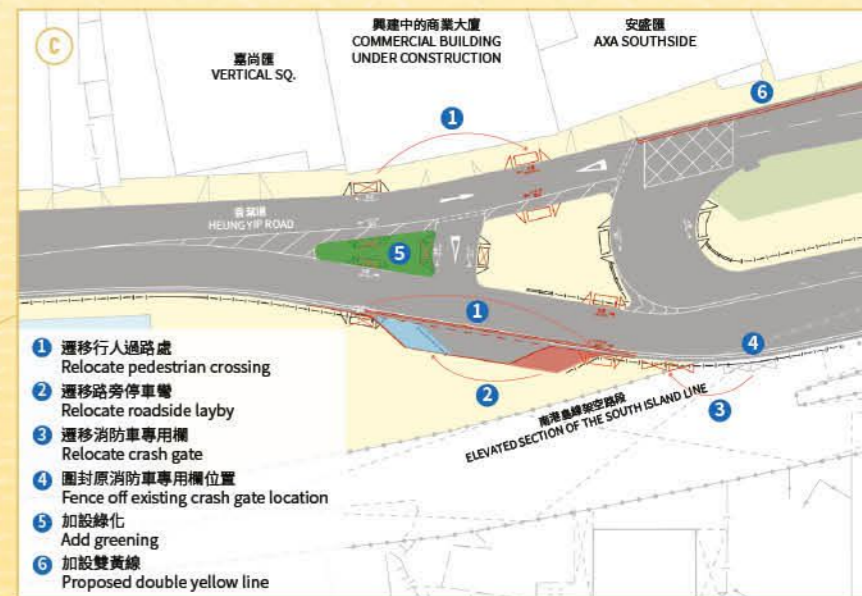 C
嘉尚匯
VERTICAL SQ.
興建中的商業大廈
COMMERCIAL BUILDING
UNDER CONSTRUCTION
安盛匯
AXA SOUTHSIDE
6
1
香葉道
HEUNG YIP ROAD
5
1
4
2
3
南港島線架空路段
ELEVATED SECTION OF THE SOUTH ISLAND LINE
1 遷移行人過路處
Relocate pedestrian crossing
2 遷移路旁停車彎
Relocate roadside layby
3 遷移消防車專用欄
Relocate crash gate
4 圍封原消防車專用欄位置
Fence off existing crash gate location
5 加設綠化
Add greening
6 加設雙黃線
Proposed double yellow line